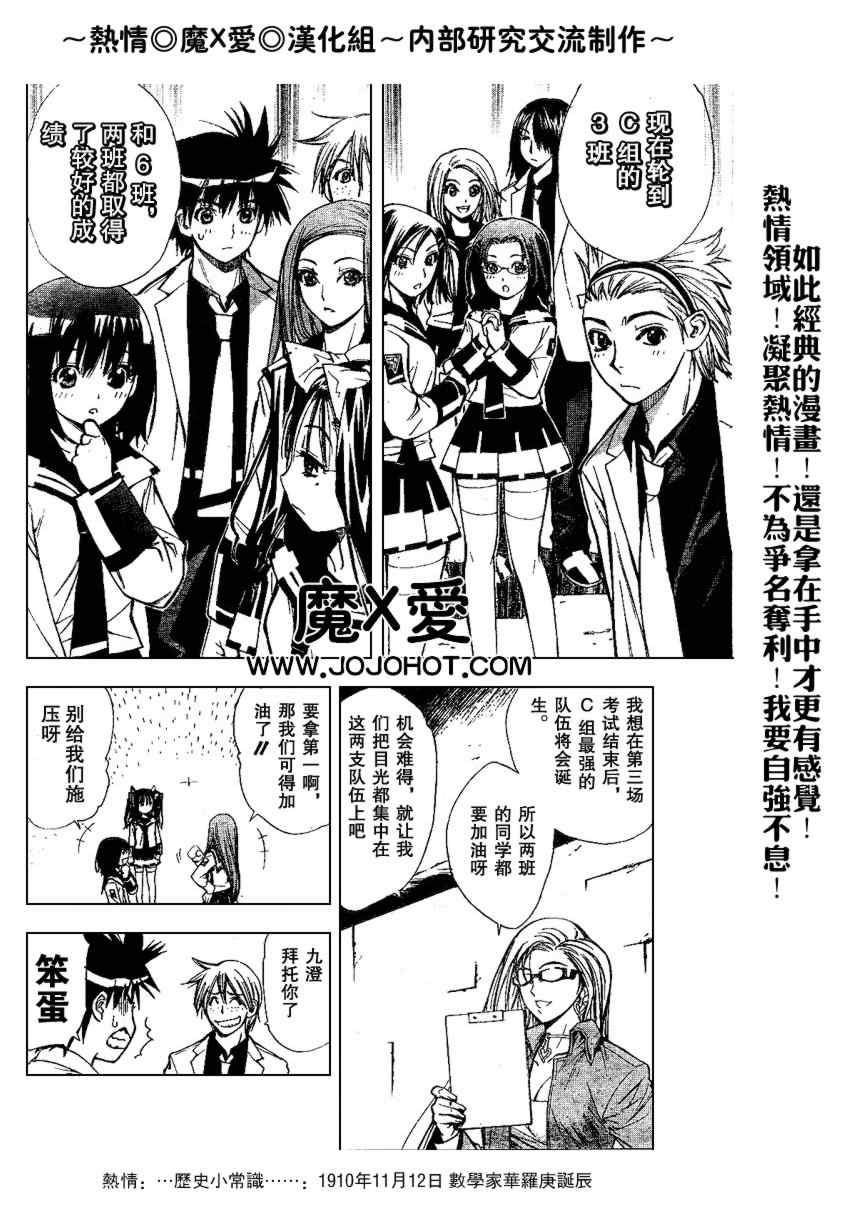 ～熱情◎魔X愛◎漢化組～内部研究交流制作～
现在轮到
C组的
3班
和6班，
两班都取得
了较好的成
绩
如此經典的漫畫！還是拿在手中才更有感覺！
熱情領域！凝聚熱情！不為爭名奪利！我要自強不息！
魔X愛
WWW.JOJOHOT.COM
我想在第三场
考试结束后，
C组最强的
队伍将会诞
生。
所以两班
的同学都
要加油呀
机会难得，就让我
们把目光都集中在
这两支队伍上吧
要拿第一啊，
那我们可得加
油了〃
别给我们施
压呀
九澄
拜托你了
笨蛋
熱情：…歷史小常識……：1910年11月12日 數學家華羅庚誕辰